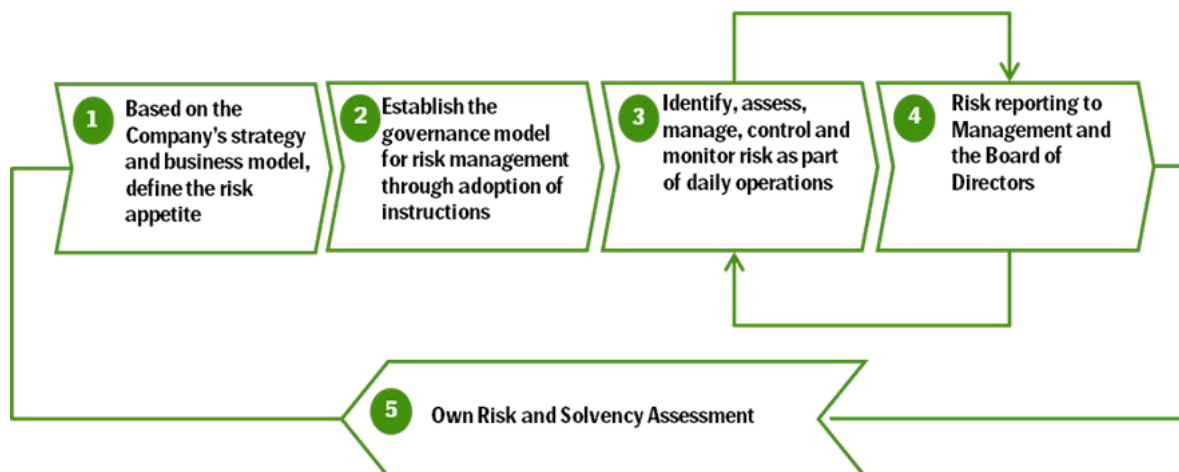 1
Based on the
Company's strategy
and business model,
define the risk
appetite
2
Establish the
governance model
for risk management
through adoption of
instructions
3
Identify, assess,
manage, control and
monitor risk as part
of daily operations
4
Risk reporting to
Management and
the Board of
Directors
5
Own Risk and Solvency Assessment